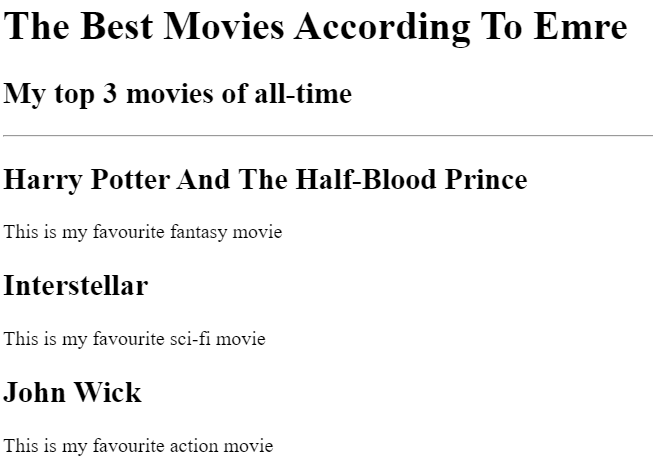 The Best Movies According To Emre
My top 3 movies of all-time
Harry Potter And The Half-Blood Prince
This is my favourite fantasy movie
Interstellar
This is my favourite sci-fi movie
John Wick
This is my favourite action movie